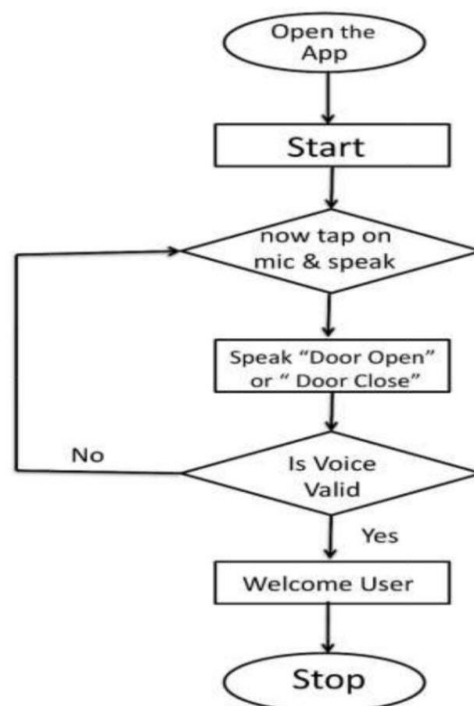 Open the
App
Start
now tap on
mic & speak
Speak “Door Open”
or “ Door Close”
No
Is Voice
Valid
Yes
Welcome User
Stop